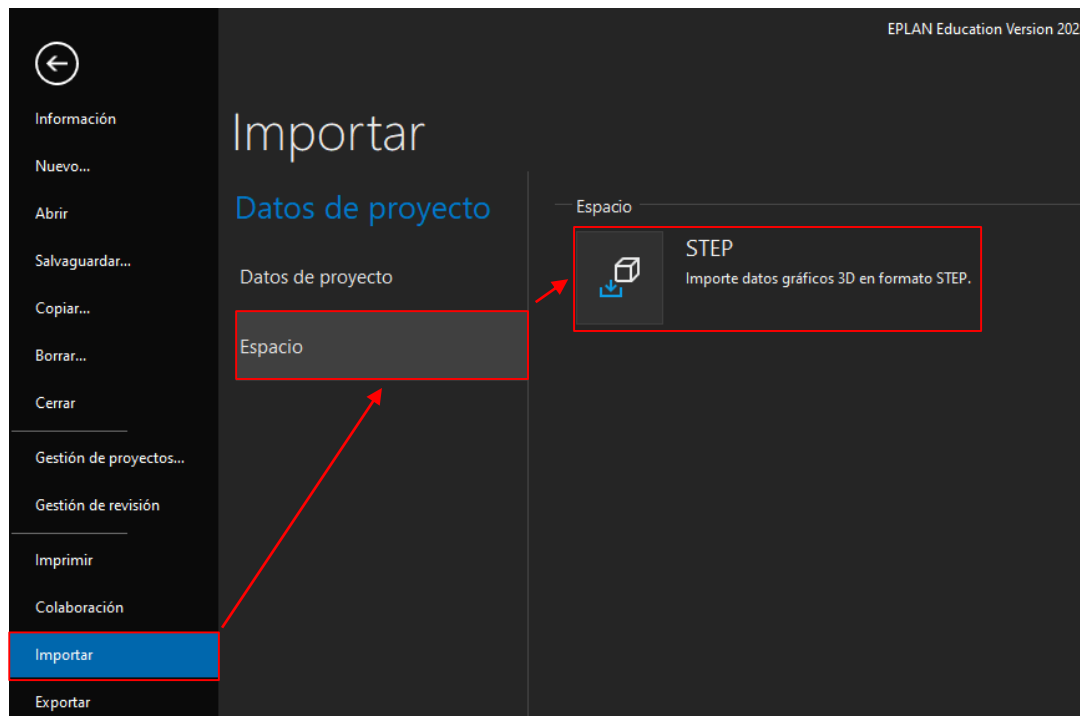 EPLAN Education Version 202
Información
Nuevo...
Abrir
Salvaguardar...
Copiar...
Borrar...
Cerrar
Gestión de proyectos...
Gestión de revisión
Imprimir
Colaboración
Importar
Exportar
Importar
Datos de proyecto
Datos de proyecto
Espacio
Espacio
STEP
Importe datos gráficos 3D en formato STEP.